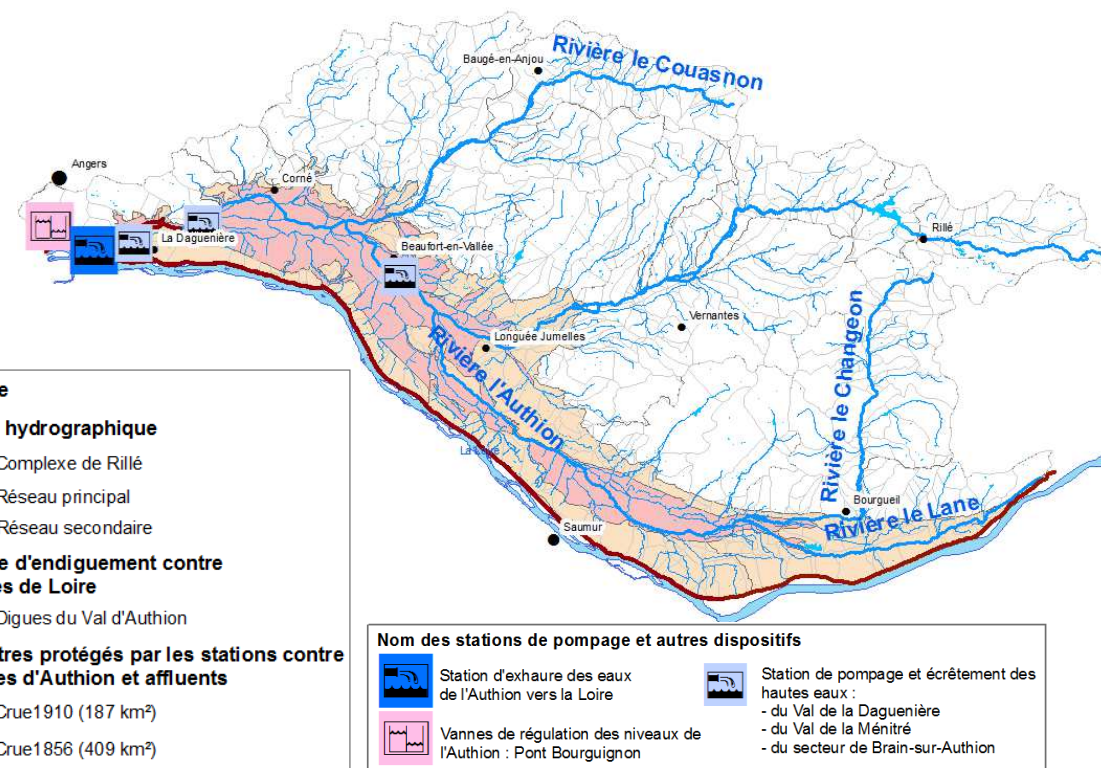 Rivière le Couasnon
Baugé-en-Anjou
Angers
Corné
La Daguenière
Beaufort-en-Vallée
Rillé
Vernantes
Longuée Jumelles
Rivière l'Authion
Rivière le Changeon
La Loire
Bourgueil
Rivière le Lane
Saumur
e
hydrographique
Complexe de Rillé
Réseau principal
Réseau secondaire
e d'endiguement contre
es de Loire
Digues du Val d'Authion
tres protégés par les stations contre
es d'Authion et affluents
Crue1910 (187 km²)
Crue1856 (409 km²)
Nom des stations de pompage et autres dispositifs
Station d'exhaure des eaux
de l'Authion vers la Loire
Vannes de régulation des niveaux de
l'Authion : Pont Bourguignon
Station de pompage et écrêtement des
hautes eaux :
- du Val de la Daguenière
- du Val de la Ménitré
- du secteur de Brain-sur-Authion